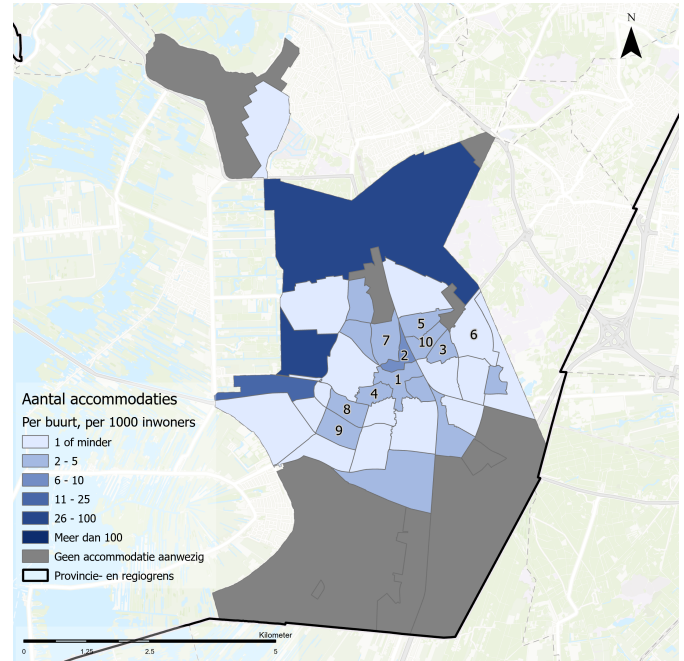 N
5
6
7
10
3
2
1
4
8
9
Aantal accommodaties
Per buurt, per 1000 inwoners
1 of minder
2 - 5
6 - 10
11 - 25
26 - 100
Meer dan 100
Geen accommodatie aanwezig
Provincie- en regiogrens
Kilometer
0 1,25 2.5 5